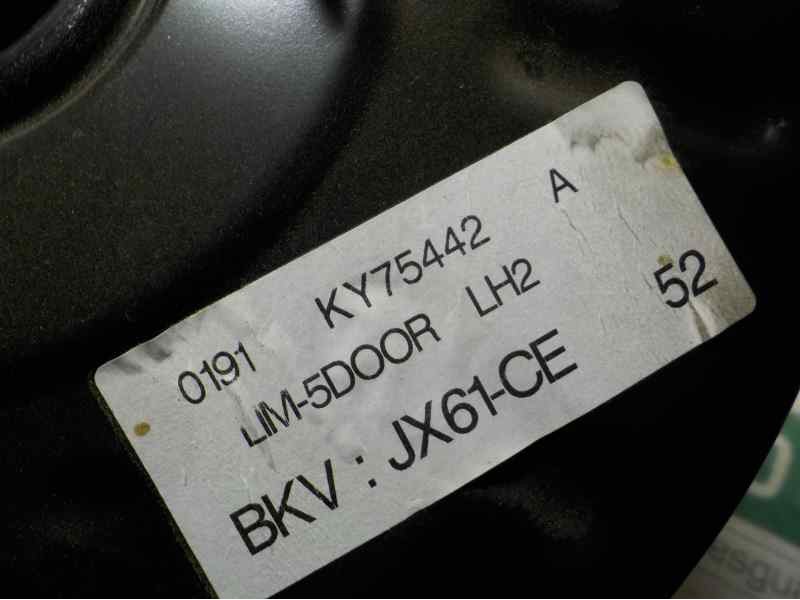 0191 KY75442 A
LIM-5DOOR LH2 52
BKV : JX61-CE